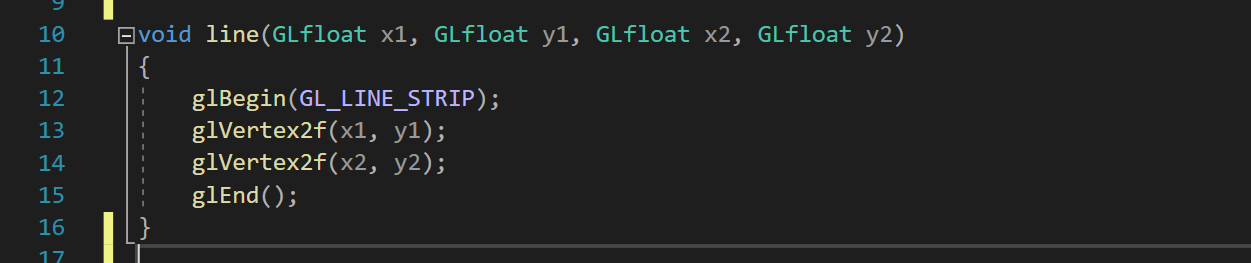 9
10 void line(GLfloat x1, GLfloat y1, GLfloat x2, GLfloat y2)
11 {
12 glBegin(GL_LINE_STRIP);
13 glVertex2f(x1, y1);
14 glVertex2f(x2, y2);
15 glEnd();
16 }
17